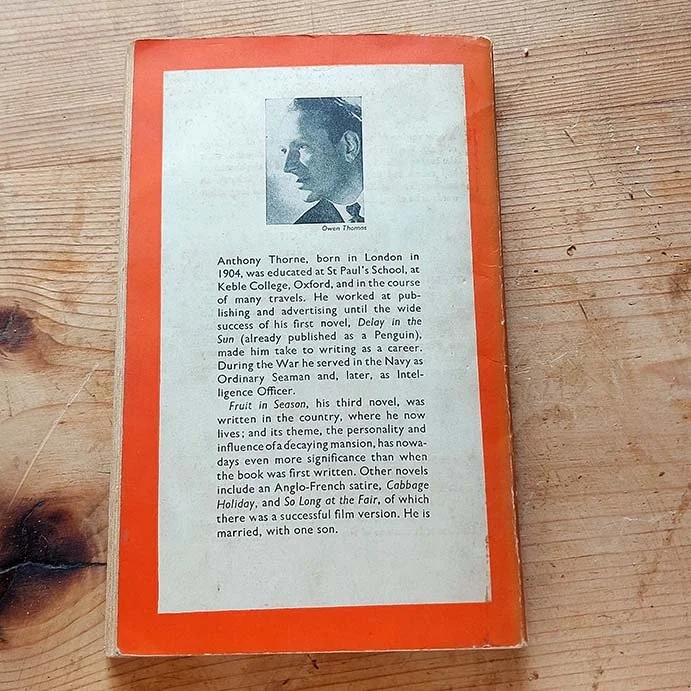 Owen Thomas
Anthony Thorne, born in London in
1904, was educated at St Paul's School, at
Keble College, Oxford, and in the course
of many travels. He worked at pub-
lishing and advertising until the wide
success of his first novel, Delay in the
Sun (already published as a Penguin),
made him take to writing as a career.
During the War he served in the Navy as
Ordinary Seaman and, later, as Intel-
ligence Officer.
Fruit in Season, his third novel, was
written in the country, where he now
lives; and its theme, the personality and
influence of a decaying mansion, has nowa-
days even more significance than when
the book was first written. Other novels
include an Anglo-French satire, Cabbage
Holiday, and So Long at the Fair, of which
there was a successful film version. He is
married, with one son.